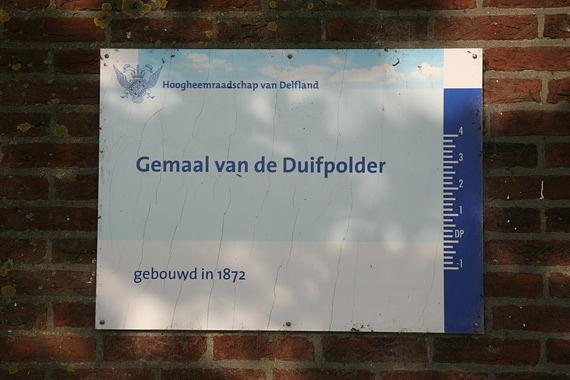 Hoogheemraadschap van Delfland
Gemaal van de Duifpolder
gebouwd in 1872
4
3
2
1
DP
-1